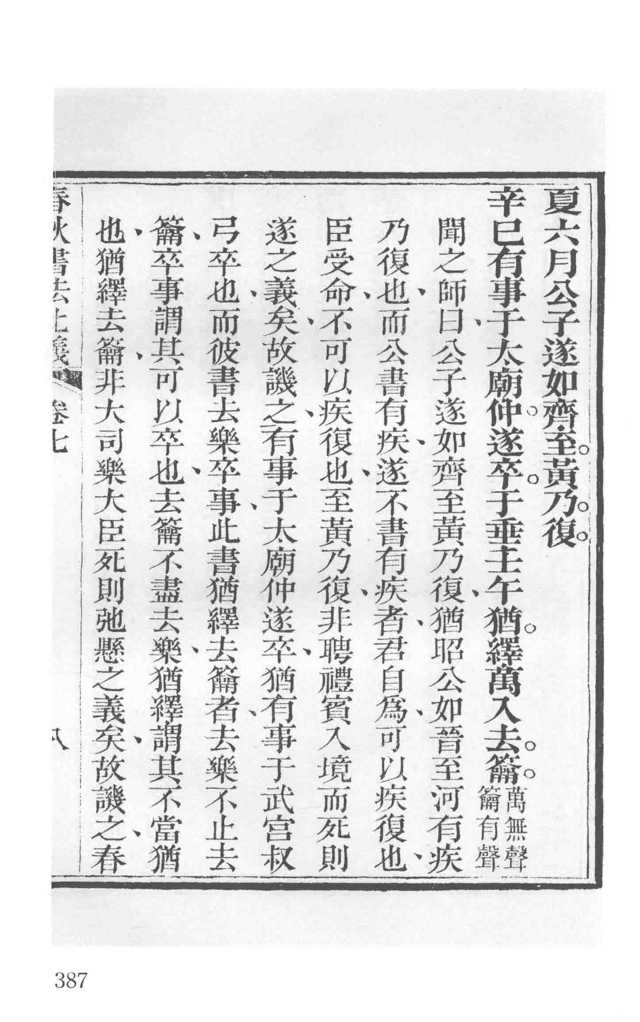 夏六月公子遂如齊至黃乃復
辛巳有事于太廟仲遂卒于垂壬午猶繹萬入去籥萬無聲籥有聲
聞之師曰公子遂如齊至黃乃復猶昭公如晉至河有疾
乃復也而公書有疾遂不書有疾者君自爲可以疾復也
臣受命不可以疾復也至黃乃復非聘禮賓入境而死則
遂之義矣故譏之有事于太廟仲遂卒猶有事于武宫叔
弓卒也而彼書去樂卒事此書猶繹去籥者去樂不止去
籥卒事謂其可以卒也去籥不盡去樂猶繹謂其不當猶
也猶繹去籥非大司樂大臣死則弛懸之義矣故譏之春
春秋書法比義 卷七 八
387